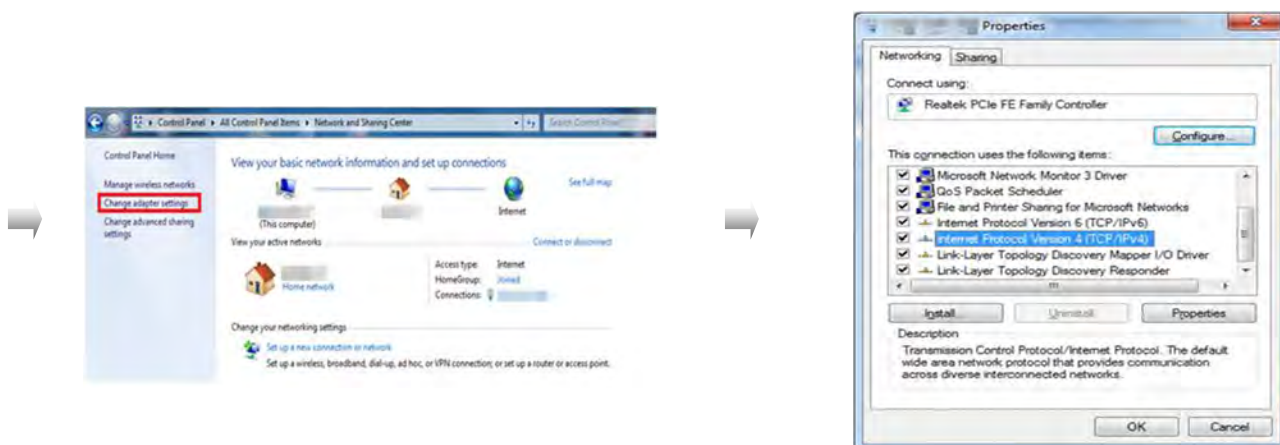 Control Panel ▸ All Control Panel Items ▸ Network and Sharing Center
Search Control Panel
Control Panel Home
Manage wireless networks
Change adapter settings
Change advanced sharing
settings
View your basic network information and set up connections
See full map
(This computer)
Internet
View your active networks
Connect or disconnect
Home network
Access type: Internet
HomeGroup: Joined
Connections:
Change your networking settings
Set up a new connection or network
Set up a wireless, broadband, dial-up, ad hoc, or VPN connection; or set up a router or access point.
Properties
Networking
Sharing
Connect using:
Realtek PCIe FE Family Controller
Configure...
This connection uses the following items:
Microsoft Network Monitor 3 Driver
QoS Packet Scheduler
File and Printer Sharing for Microsoft Networks
Internet Protocol Version 6 (TCP/IPv6)
Internet Protocol Version 4 (TCP/IPv4)
Link-Layer Topology Discovery Mapper I/O Driver
Link-Layer Topology Discovery Responder
Install...
Uninstall
Properties
Description
Transmission Control Protocol/Internet Protocol. The default
wide area network protocol that provides communication
across diverse interconnected networks.
OK
Cancel